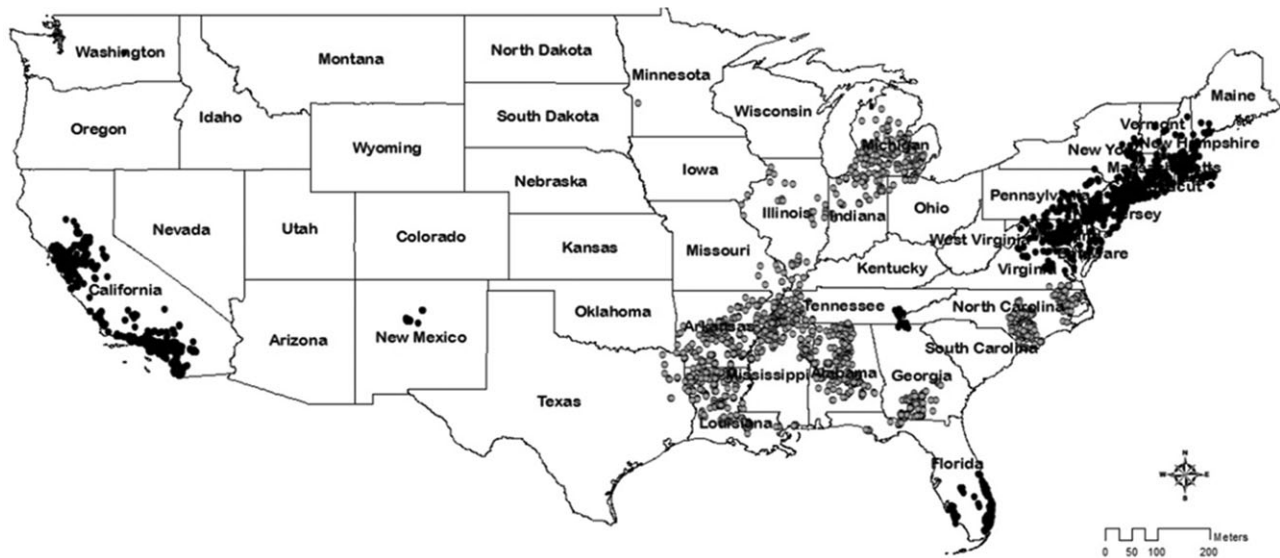 Washington
Montana
North Dakota
Minnesota
Wisconsin
Maine
Oregon
Idaho
South Dakota
Vermont
New Hampshire
Wyoming
Michigan
New Yo
Iowa
Nebraska
Pennsylvania
Nevada
Utah
Colorado
Illinois
Indiana
Ohio
Kansas
Missouri
West Virginia
Kentucky
Virginia
California
Oklahoma
Tennessee
North Carolina
Arizona
New Mexico
Arkansas
South Carolina
Mississippi
Alabama
Georgia
Texas
Louisiana
Florida
N
W E
S
Meters
0 50 100 200